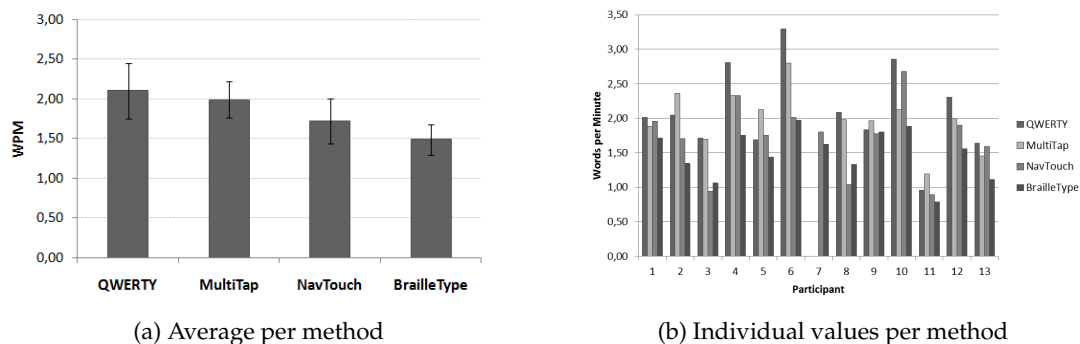 3,00
2,50
2,00
1,50
1,00
0,50
0,00
WPM
QWERTY MultiTap NavTouch BrailleType
(a) Average per method
3,50
3,00
2,50
2,00
1,50
1,00
0,50
0,00
Words per Minute
1 2 3 4 5 6 7 8 9 10 11 12 13
Participant
QWERTY
MultiTap
NavTouch
BrailleType
(b) Individual values per method